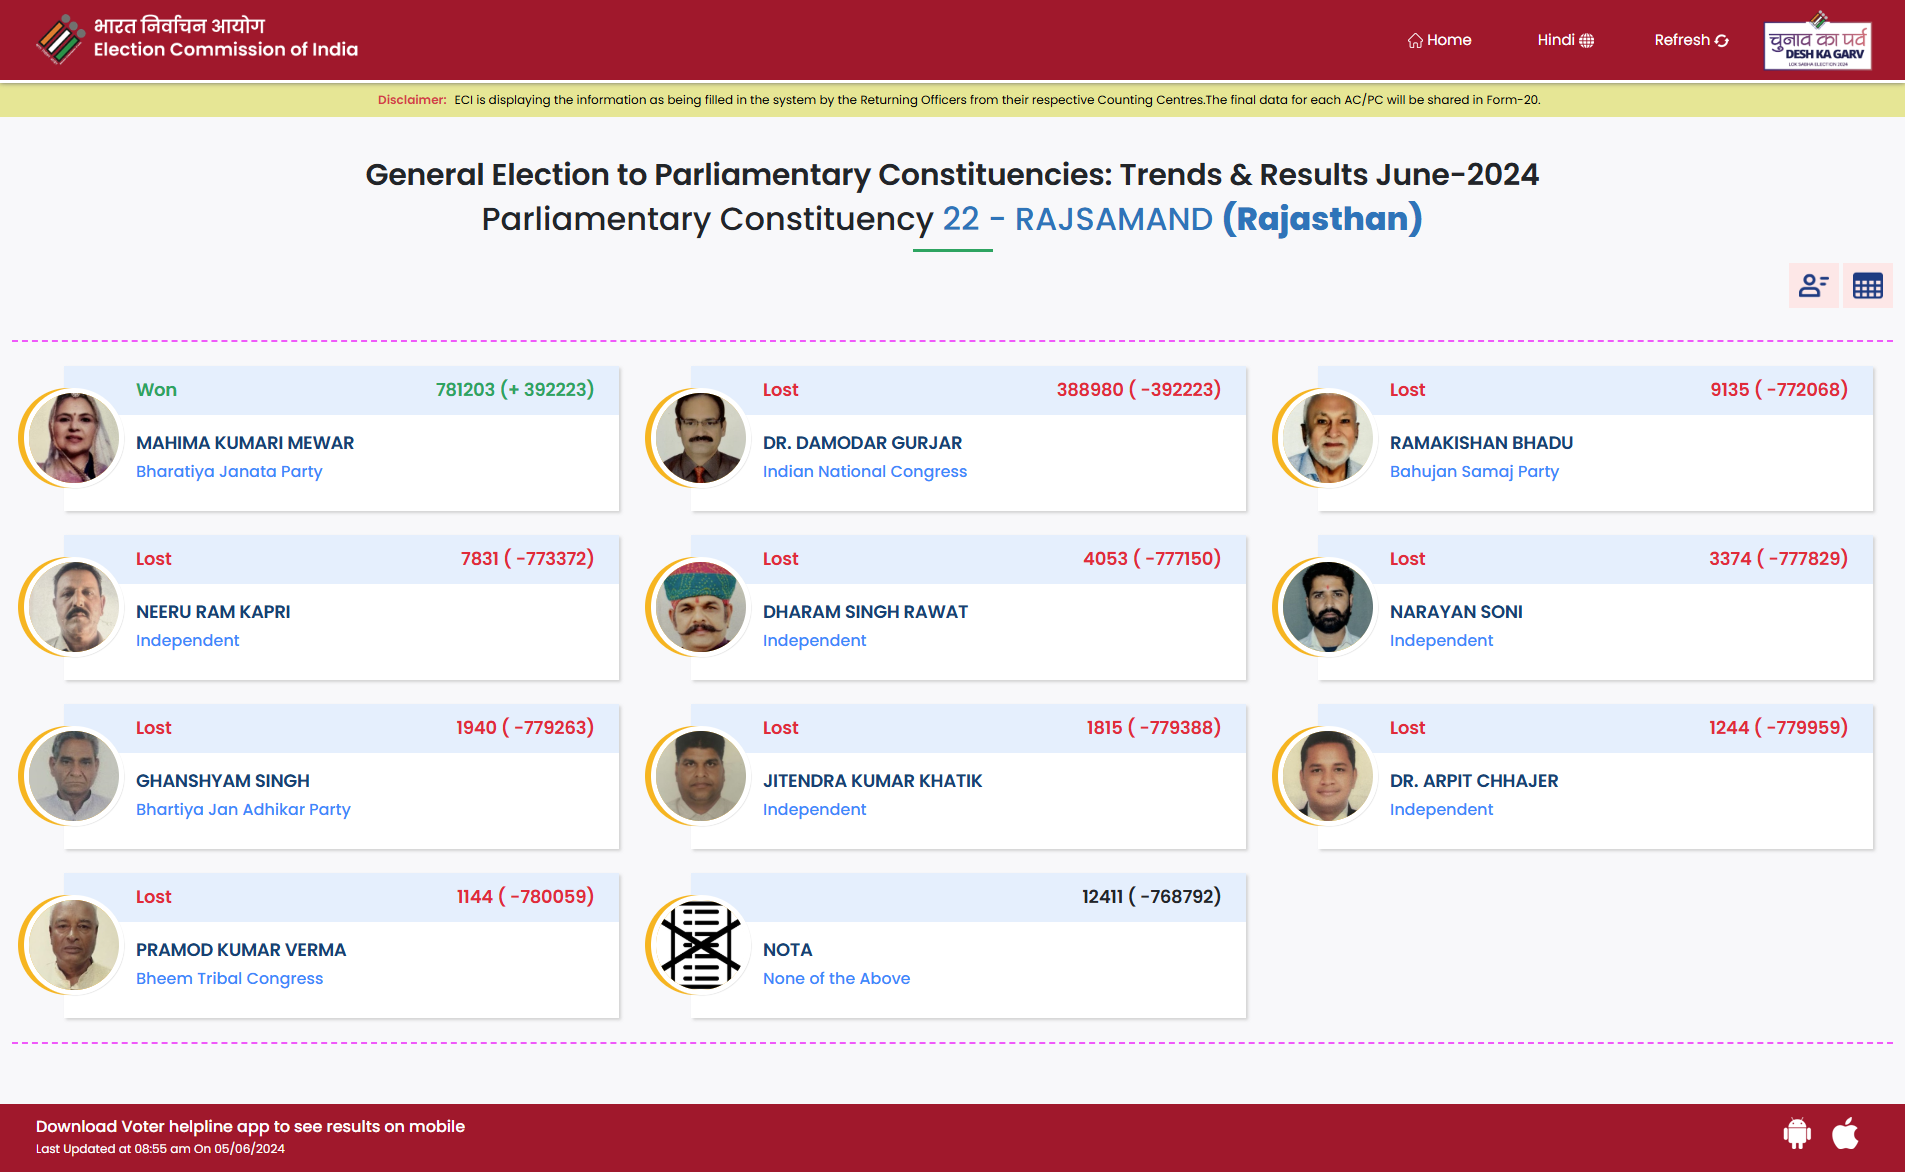 भारत निर्वाचन आयोग
Election Commission of India
Home
Hindi
Refresh
चुनाव का पर्व
DESH KA GARV
LOK SABHA ELECTION 2024
Disclaimer: ECI is displaying the information as being filled in the system by the Returning Officers from their respective Counting Centres.The final data for each AC/PC will be shared in Form-20.
General Election to Parliamentary Constituencies: Trends & Results June-2024
Parliamentary Constituency 22 - RAJSAMAND (Rajasthan)
Won 781203 (+ 392223)
MAHIMA KUMARI MEWAR
Bharatiya Janata Party
Lost 388980 ( -392223)
DR. DAMODAR GURJAR
Indian National Congress
Lost 9135 ( -772068)
RAMAKISHAN BHADU
Bahujan Samaj Party
Lost 7831 ( -773372)
NEERU RAM KAPRI
Independent
Lost 4053 ( -777150)
DHARAM SINGH RAWAT
Independent
Lost 3374 ( -777829)
NARAYAN SONI
Independent
Lost 1940 ( -779263)
GHANSHYAM SINGH
Bhartiya Jan Adhikar Party
Lost 1815 ( -779388)
JITENDRA KUMAR KHATIK
Independent
Lost 1244 ( -779959)
DR. ARPIT CHHAJER
Independent
Lost 1144 ( -780059)
PRAMOD KUMAR VERMA
Bheem Tribal Congress
12411 ( -768792)
NOTA
None of the Above
Download Voter helpline app to see results on mobile
Last Updated at 08:55 am On 05/06/2024